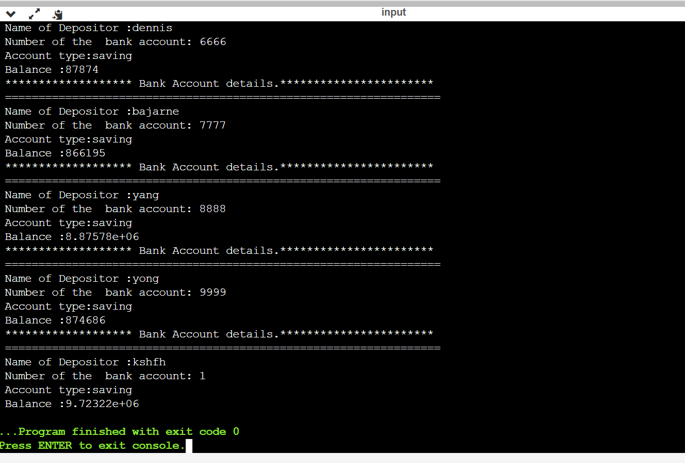 input
Name of Depositor :dennis
Number of the  bank account: 6666
Account type:saving
Balance :87874
******************* Bank Account details.***********************
=================================================================
Name of Depositor :bajarne
Number of the  bank account: 7777
Account type:saving
Balance :866195
******************* Bank Account details.***********************
=================================================================
Name of Depositor :yang
Number of the  bank account: 8888
Account type:saving
Balance :8.87578e+06
******************* Bank Account details.***********************
=================================================================
Name of Depositor :yong
Number of the  bank account: 9999
Account type:saving
Balance :874686
******************* Bank Account details.***********************
=================================================================
Name of Depositor :kshfh
Number of the  bank account: 1
Account type:saving
Balance :9.72322e+06
...Program finished with exit code 0
Press ENTER to exit console.